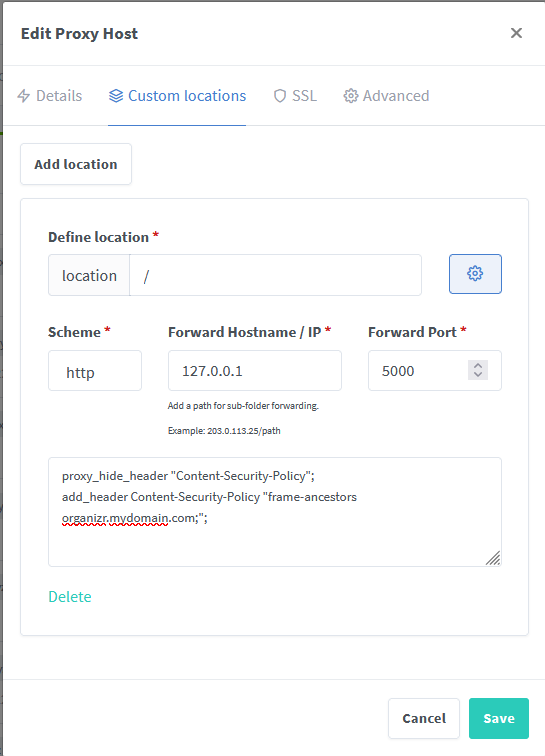 Edit Proxy Host
Details
Custom locations
SSL
Advanced
Add location
Define location *
location
/
Scheme *
Forward Hostname / IP *
Forward Port *
http
127.0.0.1
5000
Add a path for sub-folder forwarding.
Example: 203.0.113.25/path
proxy_hide_header "Content-Security-Policy";
add_header Content-Security-Policy "frame-ancestors
organizr.mydomain.com;";
Delete
Cancel
Save